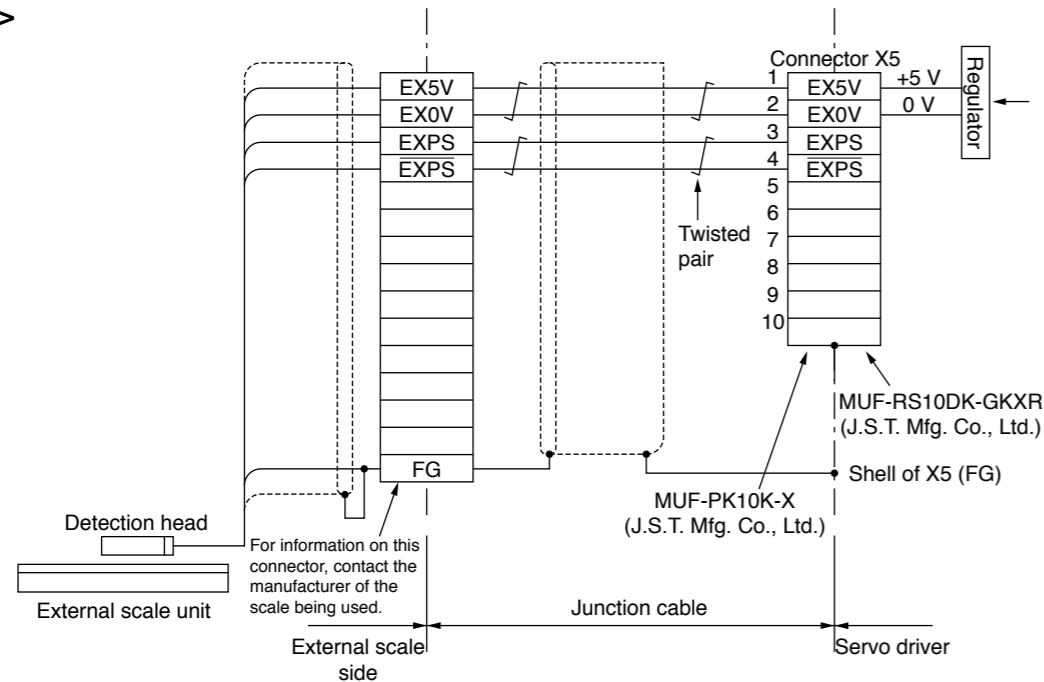 >
Connector X5
1
EX5V
EX5V
+5 V
Regulator
2
EX0V
EX0V
0 V
3
EXPS
EXPS
4
E̅X̅P̅S̅
E̅X̅P̅S̅
5
6
7
8
9
10
Twisted
pair
MUF-RS10DK-GKXR
(J.S.T. Mfg. Co., Ltd.)
FG
Shell of X5 (FG)
MUF-PK10K-X
(J.S.T. Mfg. Co., Ltd.)
Detection head
For information on this
connector, contact the
manufacturer of the
scale being used.
External scale unit
Junction cable
External scale
side
Servo driver